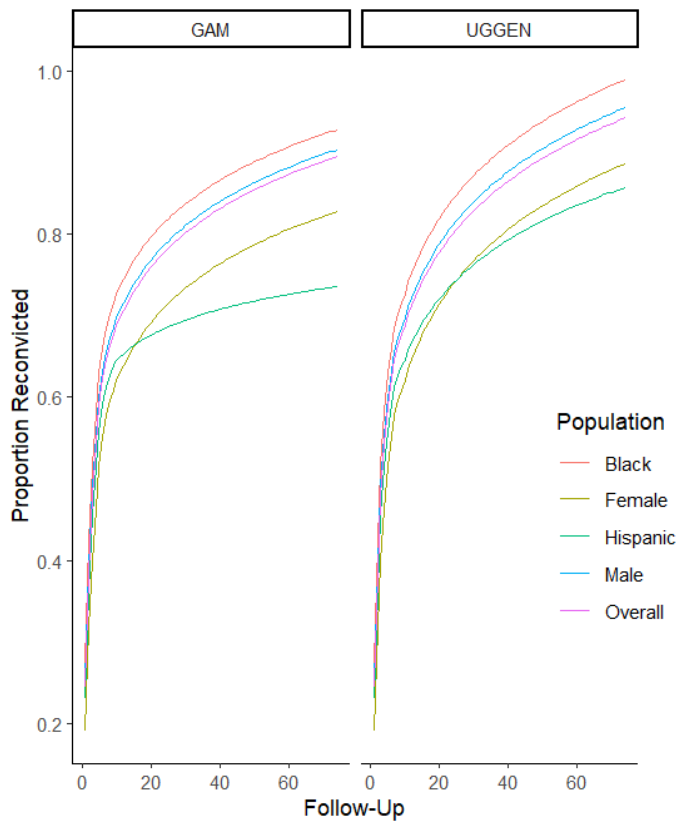 GAM
UGGEN
Proportion Reconvicted
1.0
0.8
0.6
0.4
0.2
0 20 40 60
0 20 40 60
Follow-Up
Population
Black
Female
Hispanic
Male
Overall